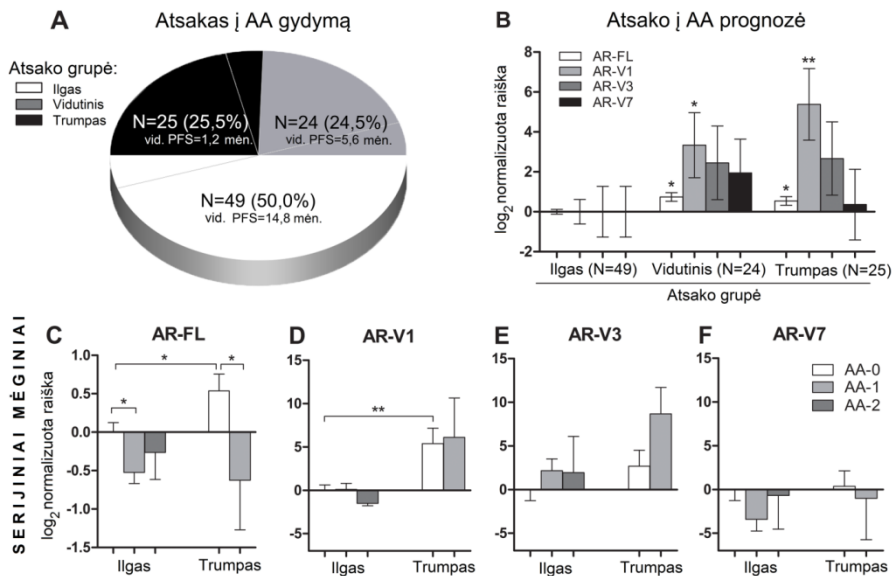 A Atsakas į AA gydymą
Atsako grupė:
Ilgas
Vidutinis
Trumpas
N=25 (25,5%)
vid. PFS=1,2 mėn.
N=24 (24,5%)
vid. PFS=5,6 mėn.
N=49 (50,0%)
vid. PFS=14,8 mėn.
B Atsako į AA prognozė
AR-FL
AR-V1
AR-V3
AR-V7
log2 normalizuota raiška
8
6
4
2
0
-2
* * * **
Ilgas (N=49) Vidutinis (N=24) Trumpas (N=25)
Atsako grupė
SERIJINIAI MĖGINIAI
C AR-FL
log2 normalizuota raiška
1.0
0.5
0.0
-0.5
-1.0
-1.5
* * *
Ilgas Trumpas
D AR-V1
15
10
5
0
-5
**
Ilgas Trumpas
E AR-V3
15
10
5
0
-5
Ilgas Trumpas
F AR-V7
15
10
5
0
-5
AA-0
AA-1
AA-2
Ilgas Trumpas